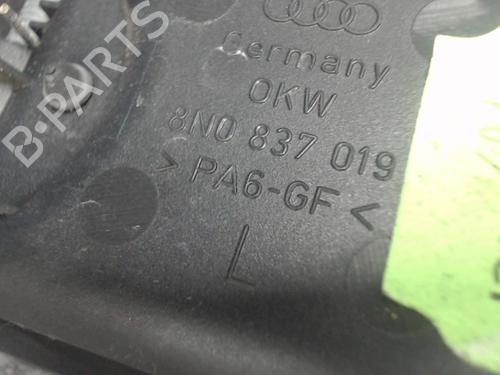 B-PARTS
Germany
OKW
8N0 837 019
> PA6-GF <
L